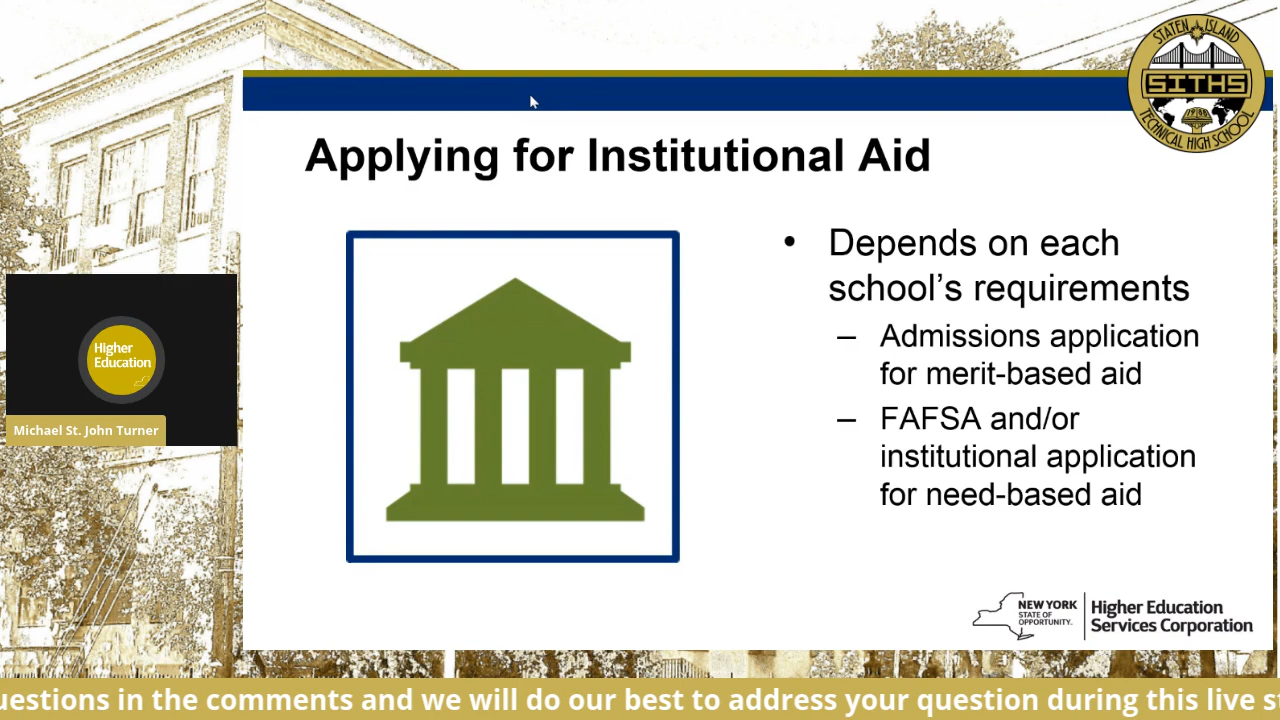 STATEN ISLAND
SITHS
TECHNICAL HIGH SCHOOL
Applying for Institutional Aid
• Depends on each
school's requirements
– Admissions application
for merit-based aid
– FAFSA and/or
institutional application
for need-based aid
Higher
Education
Michael St. John Turner
NEW YORK
STATE OF
OPPORTUNITY.
Higher Education
Services Corporation
uestions in the comments and we will do our best to address your question during this live s